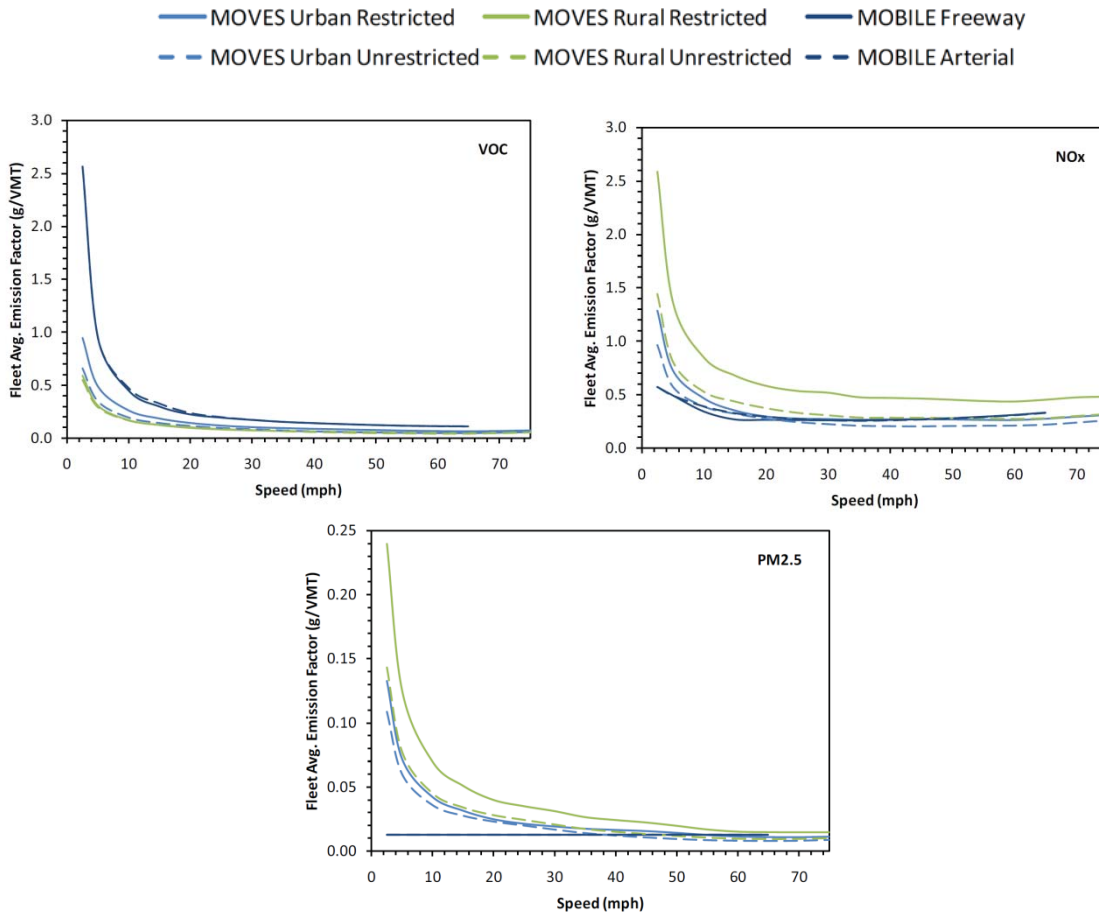 MOVES Urban Restricted MOVES Rural Restricted MOBILE Freeway
MOVES Urban Unrestricted MOVES Rural Unrestricted MOBILE Arterial
VOC
Fleet Avg. Emission Factor (g/VMT)
3.0
2.5
2.0
1.5
1.0
0.5
0.0
0 10 20 30 40 50 60 70
Speed (mph)
NOx
Fleet Avg. Emission Factor (g/VMT)
3.0
2.5
2.0
1.5
1.0
0.5
0.0
0 10 20 30 40 50 60 70
Speed (mph)
PM2.5
Fleet Avg. Emission Factor (g/VMT)
0.25
0.20
0.15
0.10
0.05
0.00
0 10 20 30 40 50 60 70
Speed (mph)